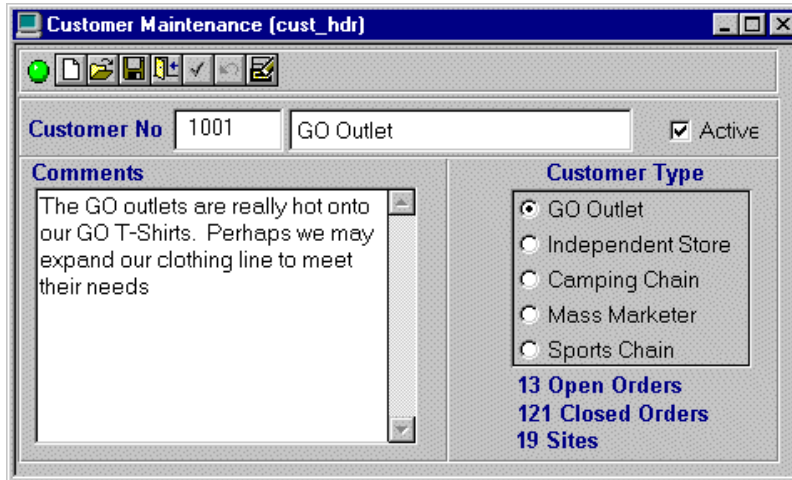 Customer Maintenance (cust_hdr)
Customer No 1001 GO Outlet Active
Comments
The GO outlets are really hot onto
our GO T-Shirts. Perhaps we may
expand our clothing line to meet
their needs
Customer Type
GO Outlet
Independent Store
Camping Chain
Mass Marketer
Sports Chain
13 Open Orders
121 Closed Orders
19 Sites